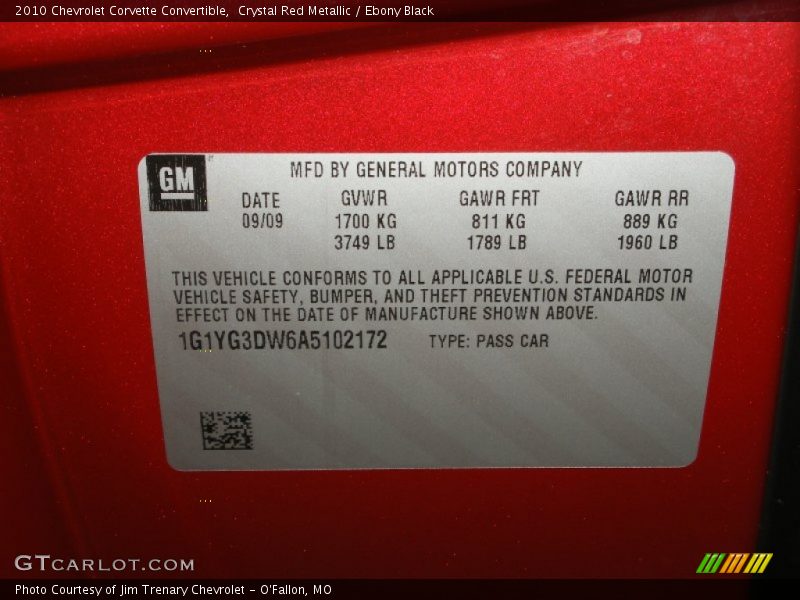 2010 Chevrolet Corvette Convertible,  Crystal Red Metallic / Ebony Black
GM
MFD BY GENERAL MOTORS COMPANY
DATE GVWR GAWR FRT GAWR RR
09/09 1700 KG 811 KG 889 KG
3749 LB 1789 LB 1960 LB
THIS VEHICLE CONFORMS TO ALL APPLICABLE U.S. FEDERAL MOTOR
VEHICLE SAFETY, BUMPER, AND THEFT PREVENTION STANDARDS IN
EFFECT ON THE DATE OF MANUFACTURE SHOWN ABOVE.
1G1YG3DW6A5102172 TYPE: PASS CAR
GTCARLOT.COM
Photo Courtesy of Jim Trenary Chevrolet - O'Fallon, MO